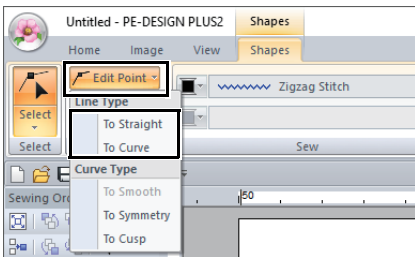 Untitled - PE-DESIGN PLUS2 Shapes
Home Image View Shapes
Edit Point
Zigzag Stitch
Line Type
Select
To Straight
Select To Curve Sew
Curve Type
To Smooth
Sewing
50
To Symmetry
To Cusp